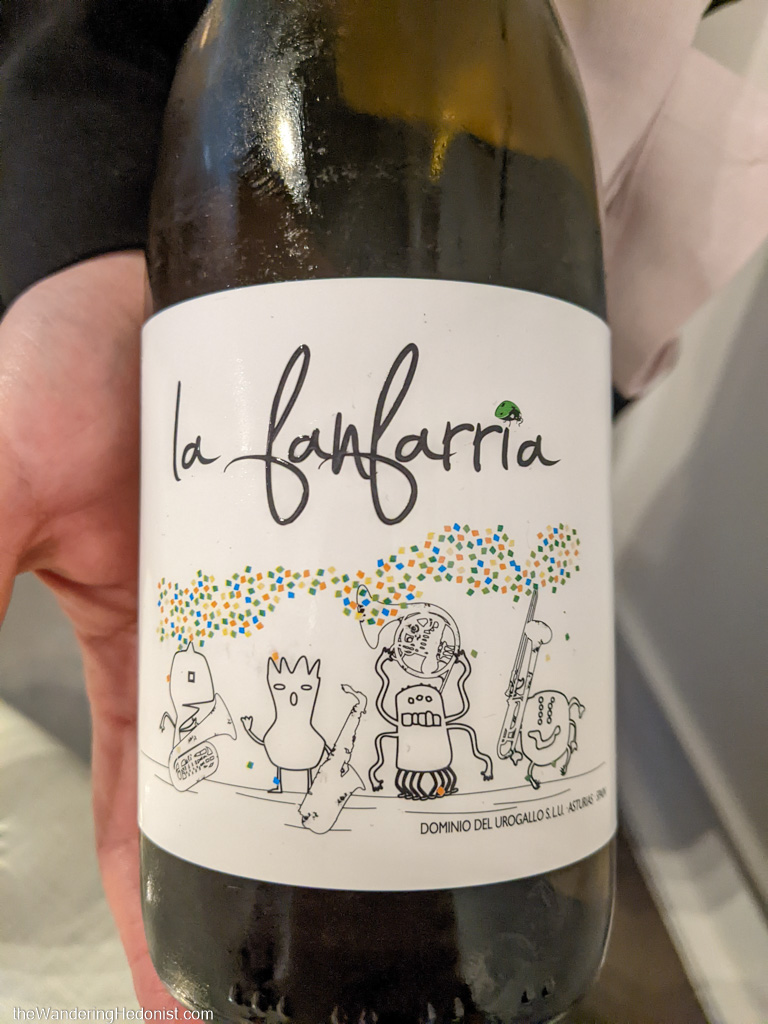 la fanfarria
DOMINIO DEL UROGALLO S.L.U. · ASTURIAS · SPAIN
theWanderingHedonist.com